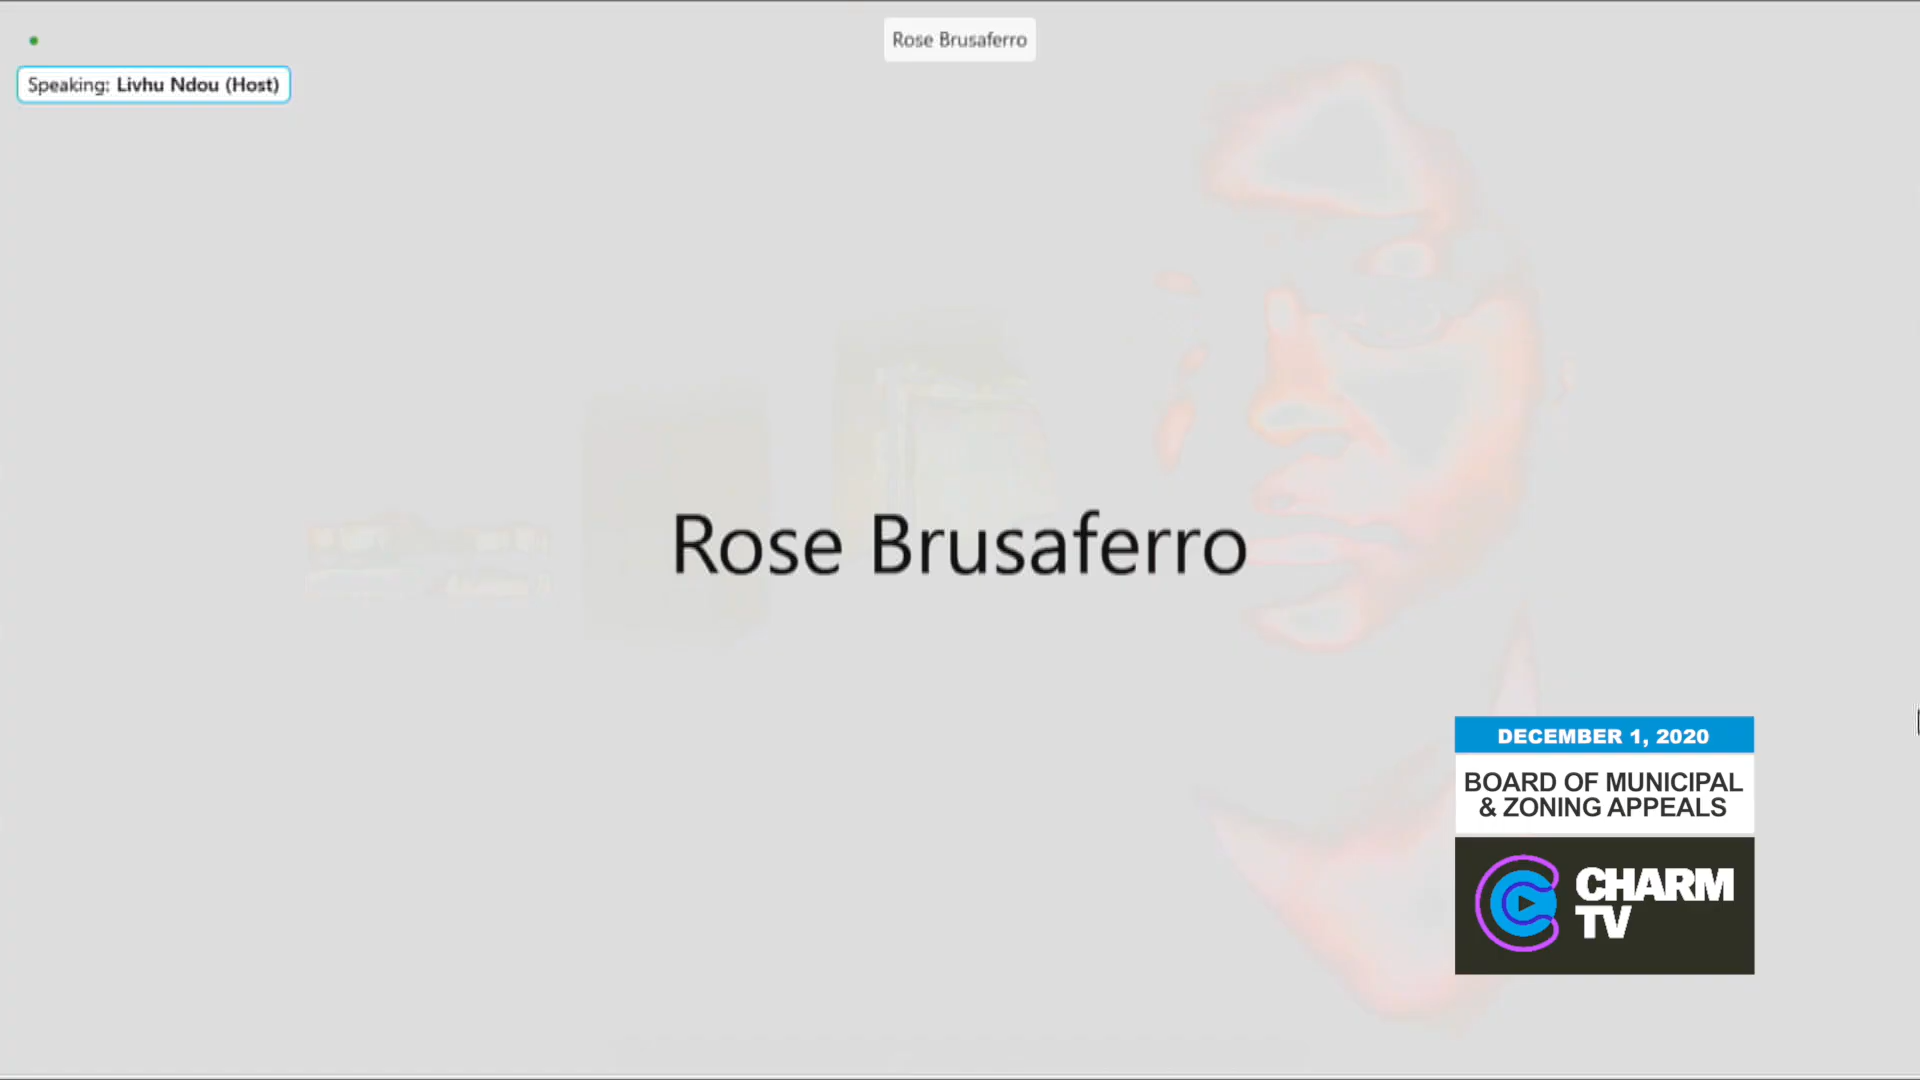 Rose Brusaferro
Speaking: Livhu Ndou (Host)
Rose Brusaferro
DECEMBER 1, 2020
BOARD OF MUNICIPAL
& ZONING APPEALS
CHARM
TV